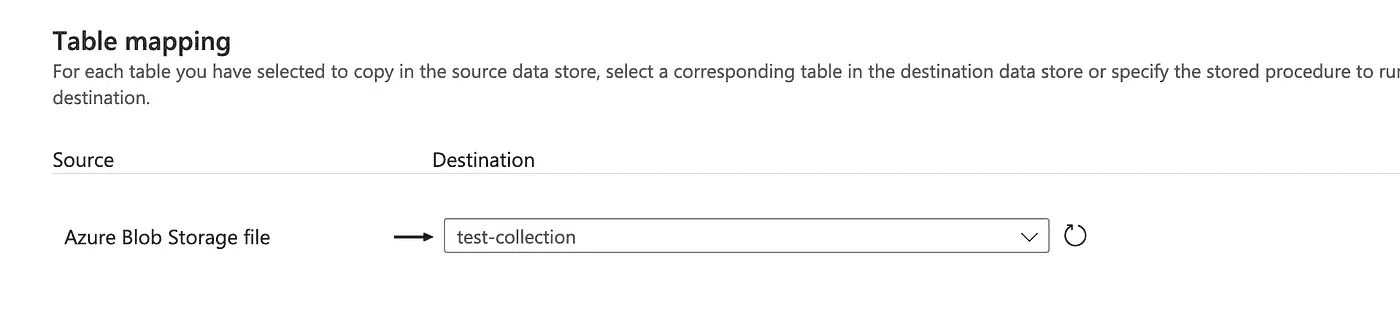 Table mapping
For each table you have selected to copy in the source data store, select a corresponding table in the destination data store or specify the stored procedure to
destination.
Source Destination
Azure Blob Storage file test-collection